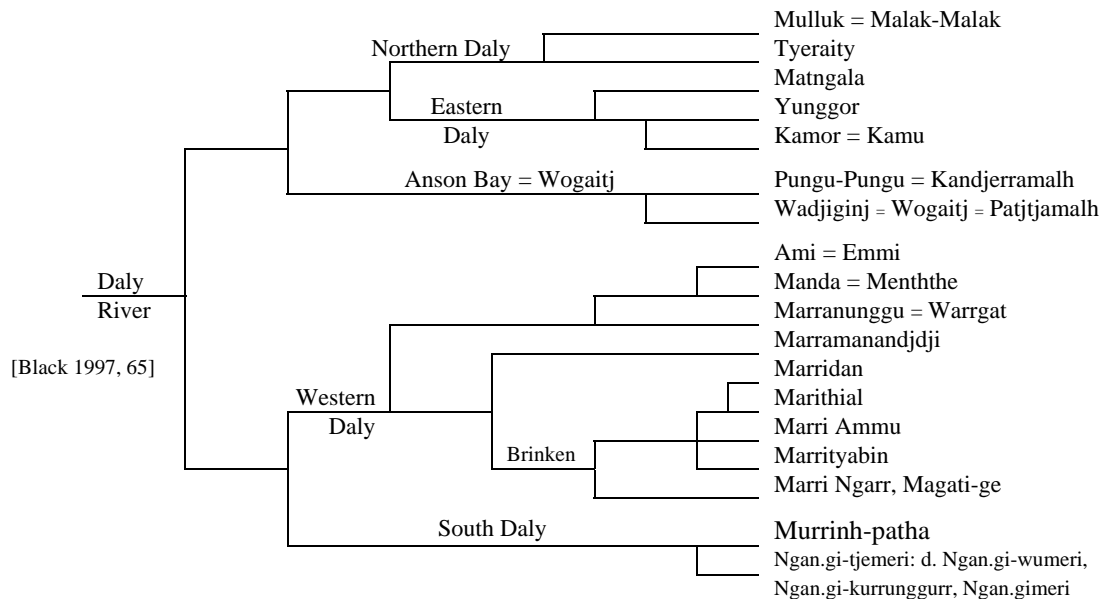 Mulluk = Malak-Malak
Northern Daly
Tyeraity
Matngala
Eastern
Yunggor
Daly
Kamor = Kamu
Anson Bay = Wogaitj
Pungu-Pungu = Kandjerramalh
Wadjiginj = Wogaitj = Patjtjamalh
Ami = Emmi
Daly
Manda = Menththe
River
Marranunggu = Warrgat
Marramanandjdji
[Black 1997, 65]
Marridan
Western
Marithial
Daly
Marri Ammu
Brinken
Marrityabin
Marri Ngarr, Magati-ge
South Daly
Murrinh-patha
Ngan.gi-tjemeri: d. Ngan.gi-wumeri,
Ngan.gi-kurrunggurr, Ngan.gimeri